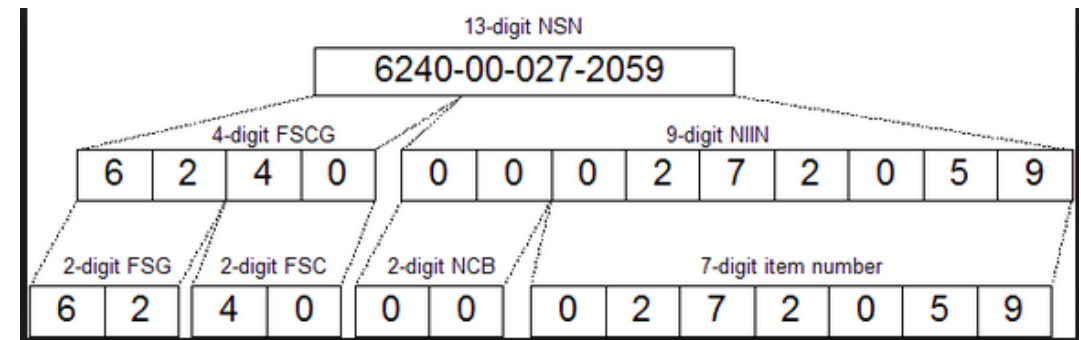 13-digit NSN
6240-00-027-2059
4-digit FSCG 9-digit NIIN
6 2 4 0 0 0 0 2 7 2 0 5 9
2-digit FSG 2-digit FSC 2-digit NCB 7-digit item number
6 2 4 0 0 0 0 2 7 2 0 5 9